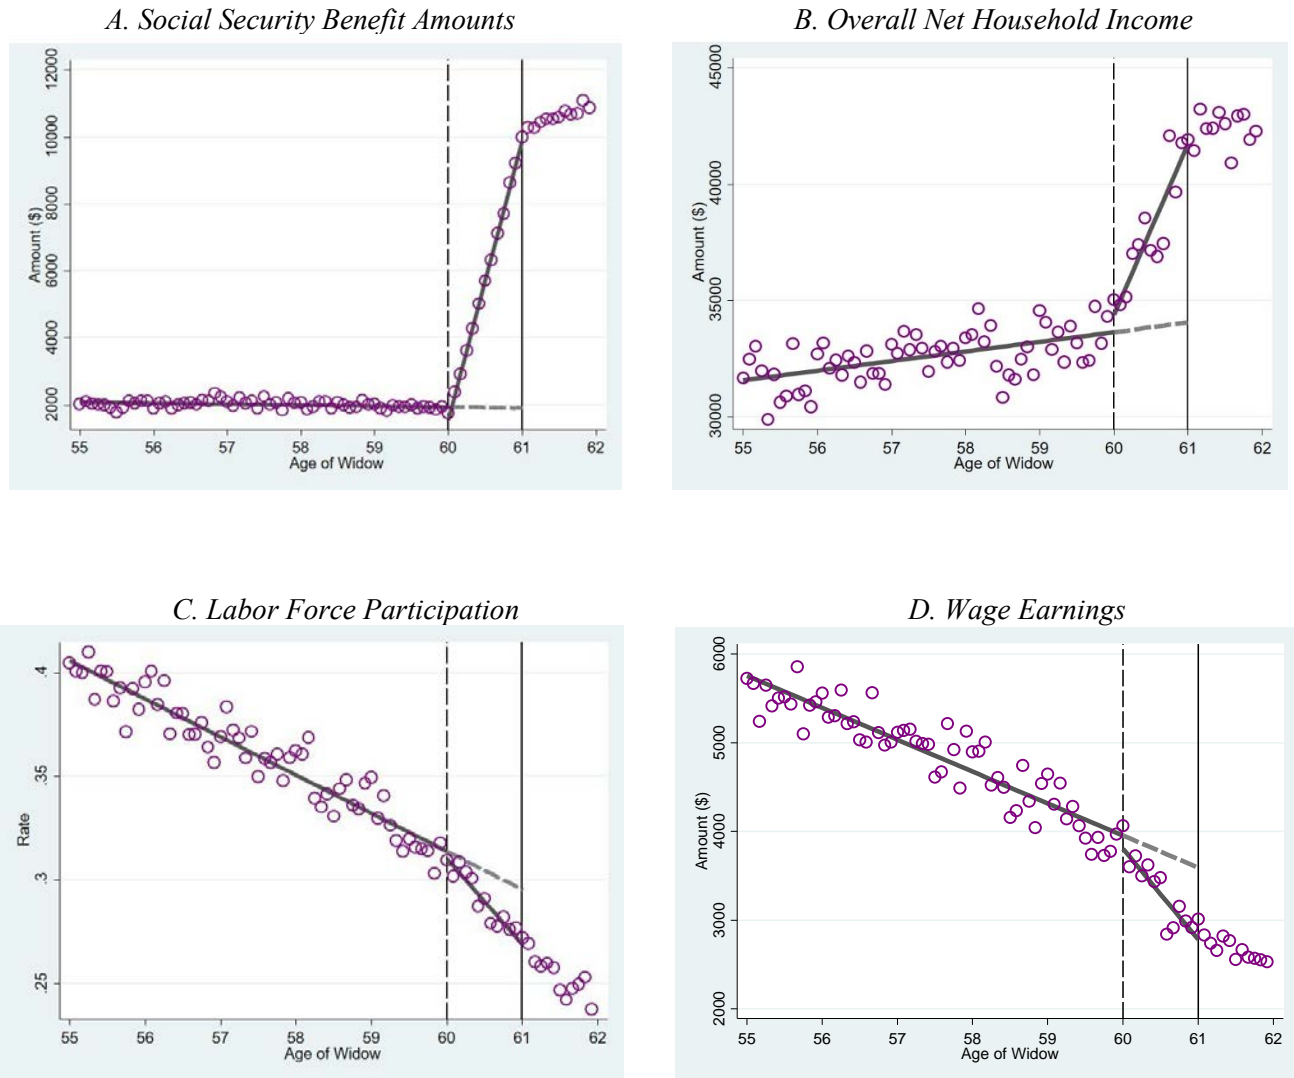 A. Social Security Benefit Amounts
12000
10000
8000
6000
4000
2000
Amount ($)
55 56 57 58 59 60 61 62
Age of Widow
B. Overall Net Household Income
45000
40000
35000
30000
Amount ($)
55 56 57 58 59 60 61 62
Age of Widow
C. Labor Force Participation
.4
.35
.3
.25
Rate
55 56 57 58 59 60 61 62
Age of Widow
D. Wage Earnings
6000
5000
4000
3000
2000
Amount ($)
55 56 57 58 59 60 61 62
Age of Widow